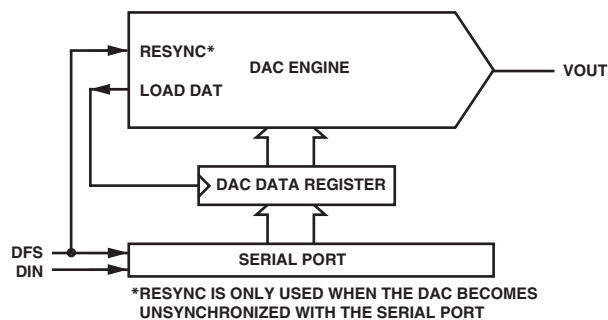 RESYNC*
DAC ENGINE
VOUT
LOAD DAT
DAC DATA REGISTER
DFS
SERIAL PORT
DIN
*RESYNC IS ONLY USED WHEN THE DAC BECOMES
UNSYNCHRONIZED WITH THE SERIAL PORT